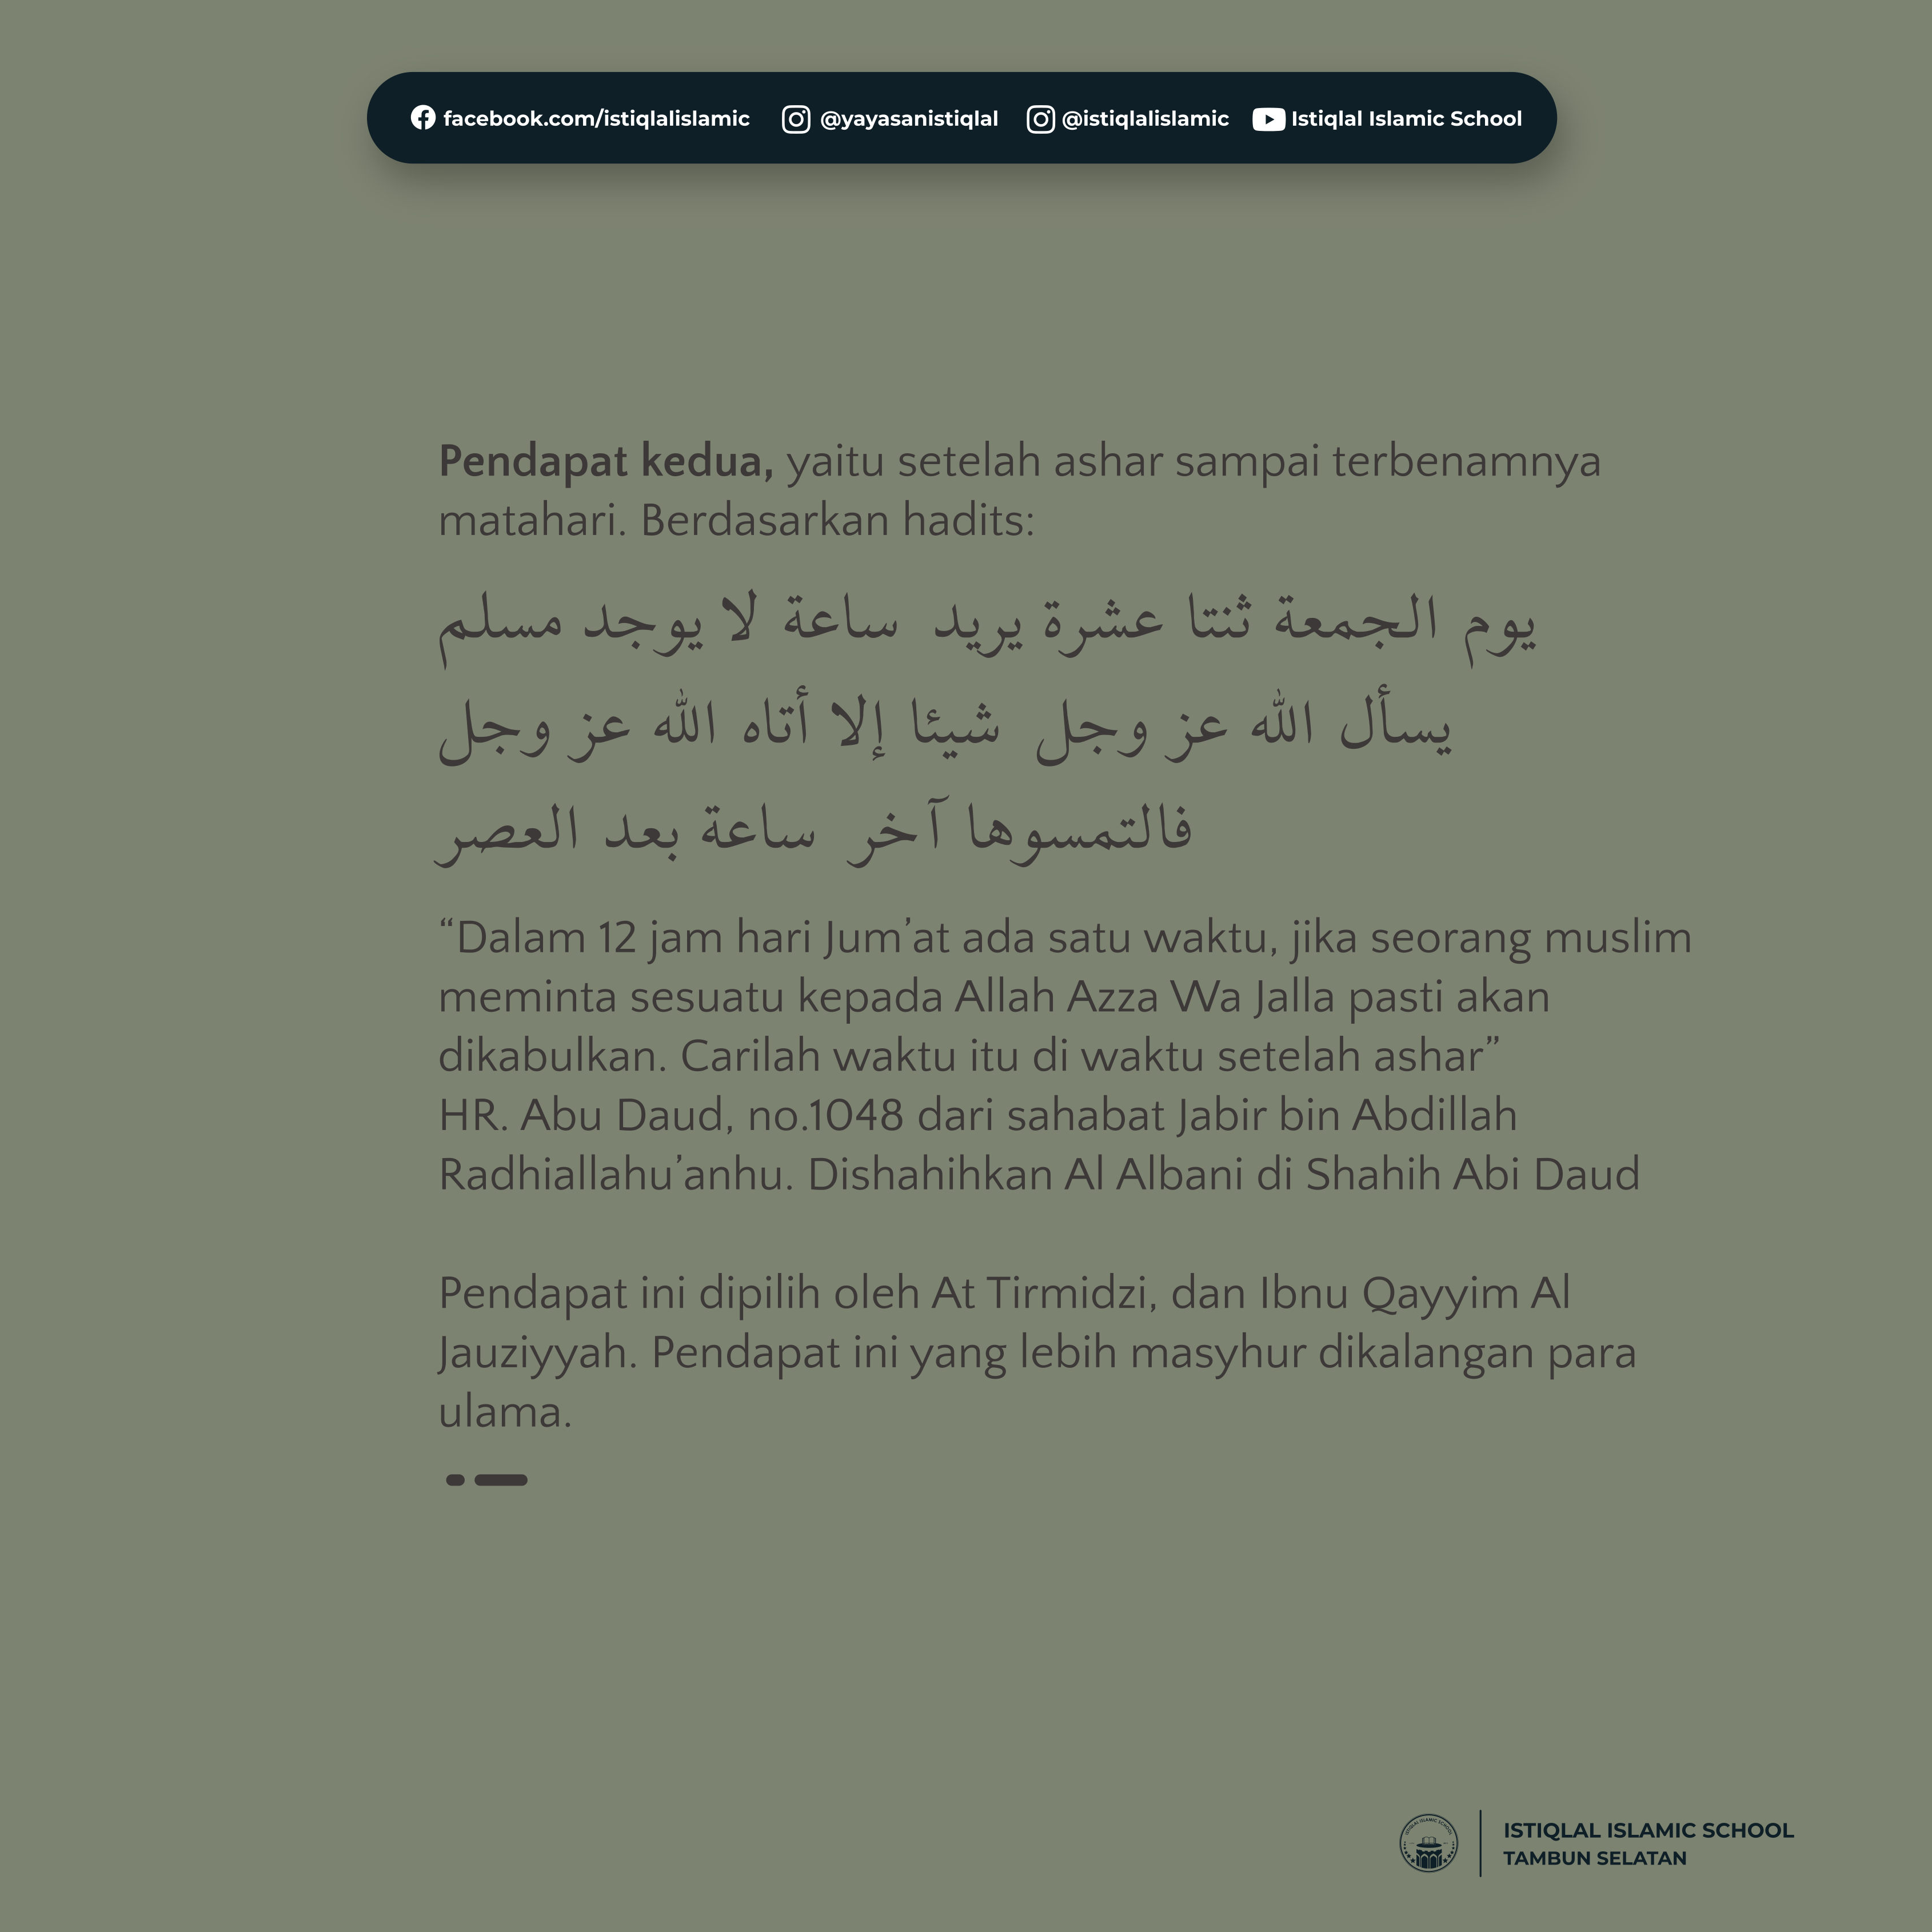 facebook.com/istiqlalislamic @yayasanistiqlal @istiqlalislamic Istiqlal Islamic School
Pendapat kedua, yaitu setelah ashar sampai terbenamnya
matahari. Berdasarkan hadits:
يوم الجمعة ثنتا عشرة يريد ساعة لا يوجد مسلم
يسأل الله عز وجل شيئا إلا أتاه الله عز وجل
فالتمسوها آخر ساعة بعد العصر
“Dalam 12 jam hari Jum’at ada satu waktu, jika seorang muslim
meminta sesuatu kepada Allah Azza Wa Jalla pasti akan
dikabulkan. Carilah waktu itu di waktu setelah ashar”
HR. Abu Daud, no.1048 dari sahabat Jabir bin Abdillah
Radhiallahu’anhu. Dishahihkan Al Albani di Shahih Abi Daud
Pendapat ini dipilih oleh At Tirmidzi, dan Ibnu Qayyim Al
Jauziyyah. Pendapat ini yang lebih masyhur dikalangan para
ulama.
ISTIQLAL ISLAMIC SCHOOL
ISTIQLAL ISLAMIC SCHOOL
TAMBUN SELATAN